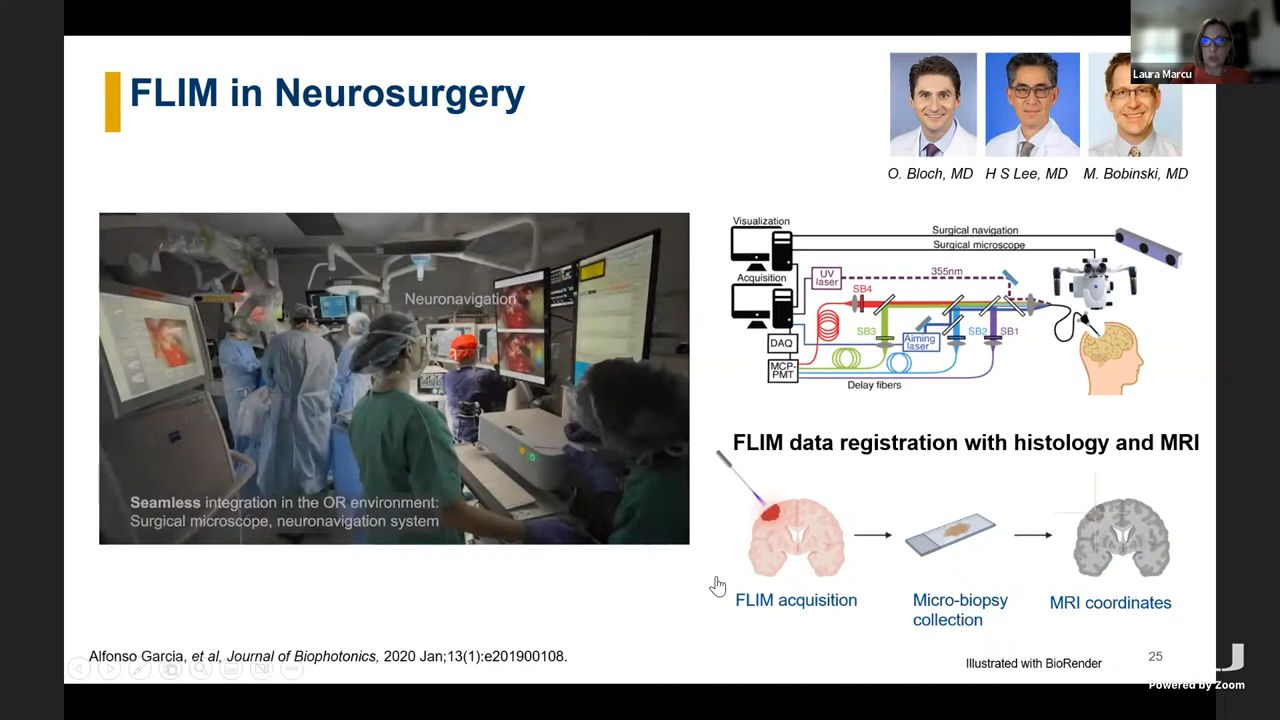 FLIM in Neurosurgery
Laura Marcu
O. Bloch, MD
H S Lee, MD
M. Bobinski, MD
Neuronavigation
Seamless integration in the OR environment:
Surgical microscope, neuronavigation system
Visualization
Surgical navigation
Surgical microscope
Acquisition
UV
laser
355nm
SB4
SB3
Aiming
laser
SB2
SB1
DAQ
MCP-
PMT
Delay fibers
FLIM data registration with histology and MRI
FLIM acquisition
Micro-biopsy
collection
MRI coordinates
Alfonso Garcia, et al, Journal of Biophotonics, 2020 Jan;13(1):e201900108.
Illustrated with BioRender
25
Powered by Zoom